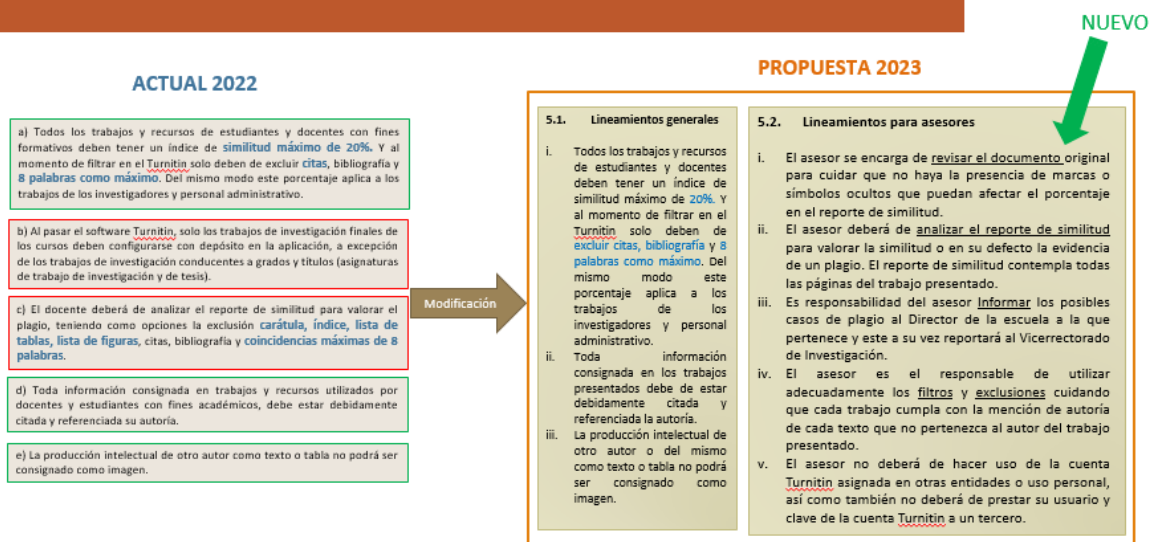 NUEVO
ACTUAL 2022
a) Todos los trabajos y recursos de estudiantes y docentes con fines
formativos deben tener un índice de similitud máximo de 20%. Y al
momento de filtrar en el Turnitin solo deben de excluir citas, bibliografía y
8 palabras como máximo. Del mismo modo este porcentaje aplica a los
trabajos de los investigadores y personal administrativo.
b) Al pasar el software Turnitin, solo los trabajos de investigación finales de
los cursos deben configurarse con depósito en la aplicación, a excepción
de los trabajos de investigación conducentes a grados y títulos (asignaturas
de trabajo de investigación y de tesis).
c) El docente deberá de analizar el reporte de similitud para valorar el
plagio, teniendo como opciones la exclusión carátula, índice, lista de
tablas, lista de figuras, citas, bibliografía y coincidencias máximas de 8
palabras.
d) Toda información consignada en trabajos y recursos utilizados por
docentes y estudiantes con fines académicos, debe estar debidamente
citada y referenciada su autoría.
e) La producción intelectual de otro autor como texto o tabla no podrá ser
consignado como imagen.
Modificación
PROPUESTA 2023
5.1. Lineamientos generales
i. Todos los trabajos y recursos
de estudiantes y docentes
deben tener un índice de
similitud máximo de 20%. Y
al momento de filtrar en el
Turnitin solo deben de
excluir citas, bibliografía y 8
palabras como máximo. Del
mismo modo este
porcentaje aplica a los
trabajos de los
investigadores y personal
administrativo.
ii. Toda información
consignada en los trabajos
presentados debe de estar
debidamente citada y
referenciada la autoría.
iii. La producción intelectual de
otro autor o del mismo
como texto o tabla no podrá
ser consignado como
imagen.
5.2. Lineamientos para asesores
i. El asesor se encarga de revisar el documento original
para cuidar que no haya la presencia de marcas o
símbolos ocultos que puedan afectar el porcentaje
en el reporte de similitud.
ii. El asesor deberá de analizar el reporte de similitud
para valorar la similitud o en su defecto la evidencia
de un plagio. El reporte de similitud contempla todas
las páginas del trabajo presentado.
iii. Es responsabilidad del asesor Informar los posibles
casos de plagio al Director de la escuela a la que
pertenece y este a su vez reportará al Vicerrectorado
de Investigación.
iv. El asesor es el responsable de utilizar
adecuadamente los filtros y exclusiones cuidando
que cada trabajo cumpla con la mención de autoría
de cada texto que no pertenezca al autor del trabajo
presentado.
v. El asesor no deberá de hacer uso de la cuenta
Turnitin asignada en otras entidades o uso personal,
así como también no deberá de prestar su usuario y
clave de la cuenta Turnitin a un tercero.